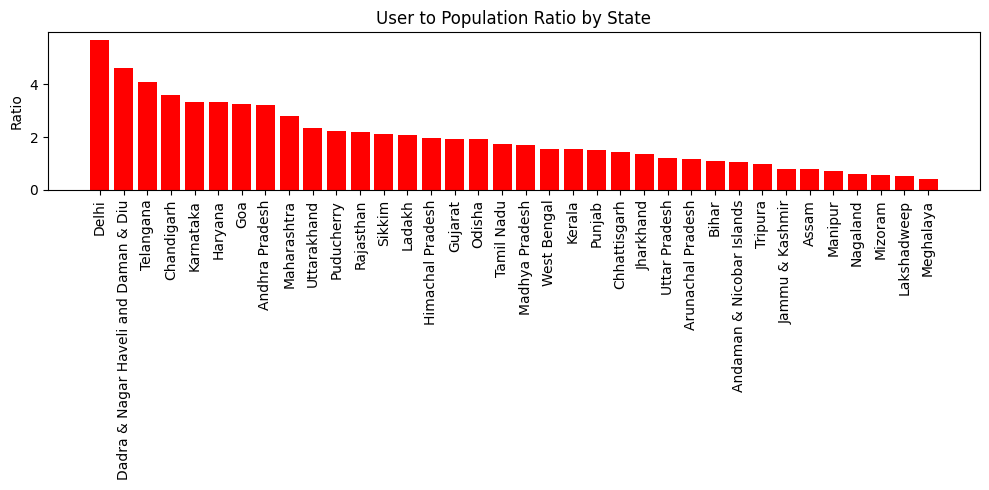 User to Population Ratio by State
Ratio
4
2
0
Delhi
Dadra & Nagar Haveli and Daman & Diu
Telangana
Chandigarh
Karnataka
Haryana
Goa
Andhra Pradesh
Maharashtra
Uttarakhand
Puducherry
Rajasthan
Sikkim
Ladakh
Himachal Pradesh
Gujarat
Odisha
Tamil Nadu
Madhya Pradesh
West Bengal
Kerala
Punjab
Chhattisgarh
Jharkhand
Uttar Pradesh
Arunachal Pradesh
Bihar
Andaman & Nicobar Islands
Tripura
Jammu & Kashmir
Assam
Manipur
Nagaland
Mizoram
Lakshadweep
Meghalaya